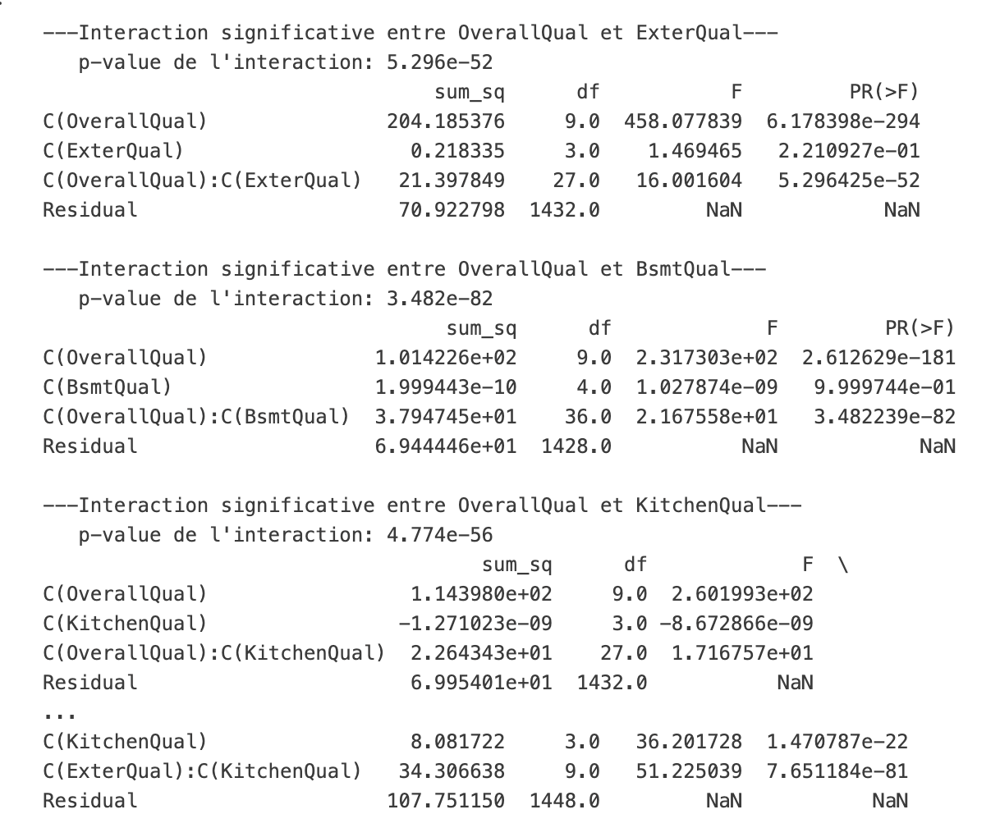 ---Interaction significative entre OverallQual et ExterQual---
p-value de l'interaction: 5.296e-52
sum_sq df F PR(>F)
C(OverallQual) 204.185376 9.0 458.077839 6.178398e-294
C(ExterQual) 0.218335 3.0 1.469465 2.210927e-01
C(OverallQual):C(ExterQual) 21.397849 27.0 16.001604 5.296425e-52
Residual 70.922798 1432.0 NaN NaN
---Interaction significative entre OverallQual et BsmtQual---
p-value de l'interaction: 3.482e-82
sum_sq df F PR(>F)
C(OverallQual) 1.014226e+02 9.0 2.317303e+02 2.612629e-181
C(BsmtQual) 1.999443e-10 4.0 1.027874e-09 9.999744e-01
C(OverallQual):C(BsmtQual) 3.794745e+01 36.0 2.167558e+01 3.482239e-82
Residual 6.944446e+01 1428.0 NaN NaN
---Interaction significative entre OverallQual et KitchenQual---
p-value de l'interaction: 4.774e-56
sum_sq df F \
C(OverallQual) 1.143980e+02 9.0 2.601993e+02
C(KitchenQual) -1.271023e-09 3.0 -8.672866e-09
C(OverallQual):C(KitchenQual) 2.264343e+01 27.0 1.716757e+01
Residual 6.995401e+01 1432.0 NaN
...
C(KitchenQual) 8.081722 3.0 36.201728 1.470787e-22
C(ExterQual):C(KitchenQual) 34.306638 9.0 51.225039 7.651184e-81
Residual 107.751150 1448.0 NaN NaN